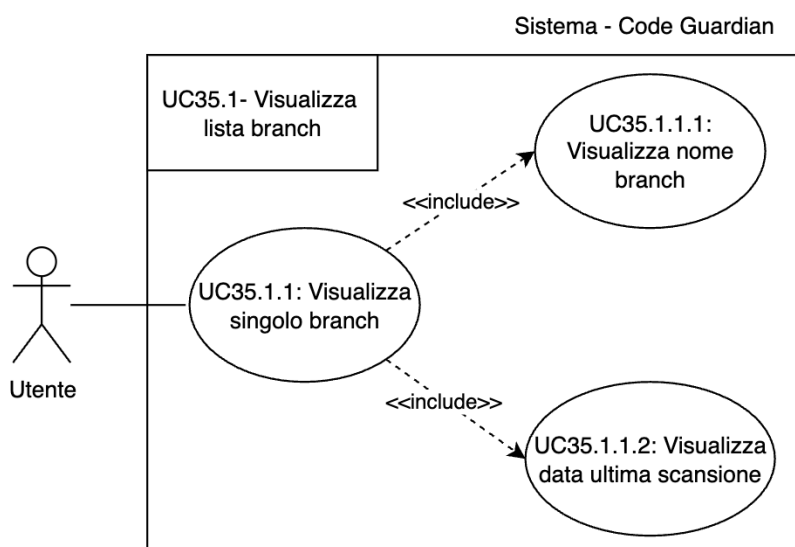 Sistema - Code Guardian
UC35.1- Visualizza
lista branch
UC35.1.1.1:
Visualizza nome
branch
<<include>>
UC35.1.1: Visualizza
singolo branch
Utente
<<include>>
UC35.1.1.2: Visualizza
data ultima scansione